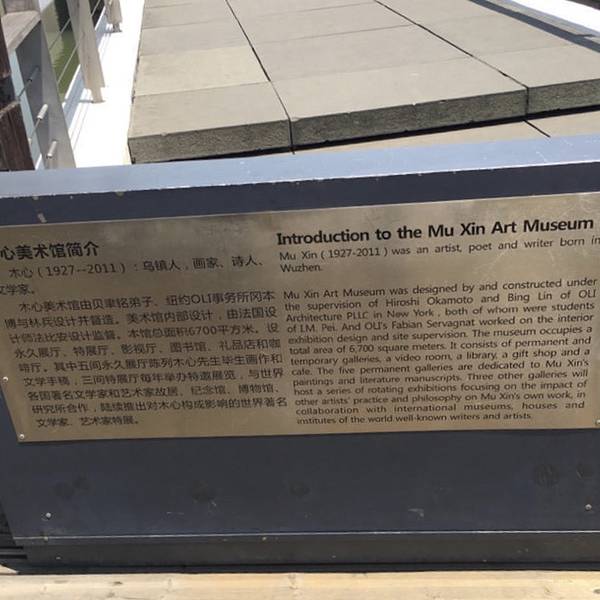 心美术馆简介
木心（1927--2011）：乌镇人，画家、诗人、
文学家。
木心美术馆由贝聿铭弟子、纽约OLI事务所冈本
博与林兵设计并督造。美术馆内部设计，由法国设
计师法比安设计监督。本馆总面积6700平方米。设
永久展厅、特展厅、影视厅、图书馆、礼品店和咖
啡厅。其中五间永久展厅陈列木心先生毕生画作和
文学手稿，三间特展厅每年举办特邀展览，与世界
各国著名文学家和艺术家故居、纪念馆、博物馆、
研究所合作，陆续推出对木心构成影响的世界著名
文学家、艺术家特展。
Introduction to the Mu Xin Art Museum
Mu Xin (1927-2011) was an artist, poet and writer born in
Wuzhen.
Mu Xin Art Museum was designed by and constructed under
the supervision of Hiroshi Okamoto and Bing Lin of OLI
Architecture PLLC in New York , both of whom were students
of I.M. Pei. And OLI's Fabian Servagnat worked on the interior
exhibition design and site supervision. The museum occupies a
total area of 6,700 square meters. It consists of permanent and
temporary galleries, a video room, a library, a gift shop and a
cafe. The five permanent galleries are dedicated to Mu Xin's
paintings and literature manuscripts. Three other galleries will
host a series of rotating exhibitions focusing on the impact of
other artists' practice and philosophy on Mu Xin's own work, in
collaboration with international museums, houses and
institutes of the world well-known writers and artists.